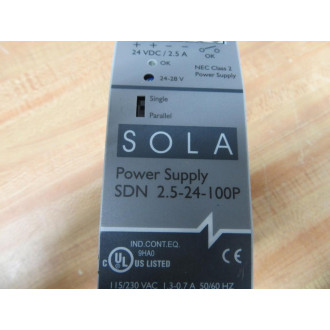 + + − −
24 VDC / 2.5 A
OK
NEC Class 2
Power Supply
24-28 V
Single
Parallel
SOLA
Power Supply
SDN 2.5-24-100P
IND.CONT.EQ.
8HA0
C UL US LISTED
CE
115/230 VAC 1.3-0.7 A 50/60 HZ